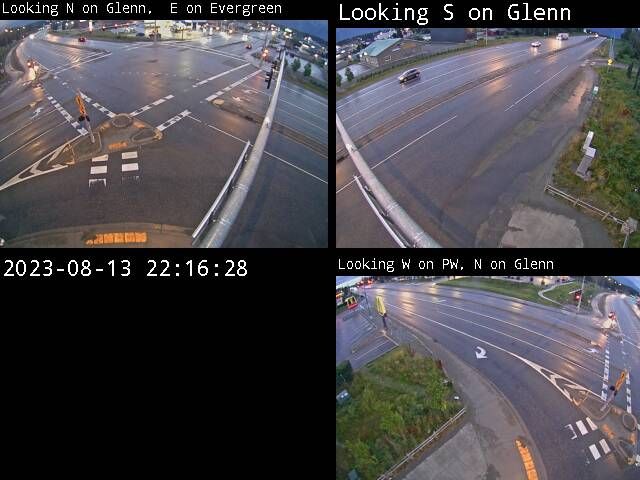 Looking N on Glenn,  E on Evergreen
Looking S on Glenn
2023-08-13 22:16:28
Looking W on PW, N on Glenn